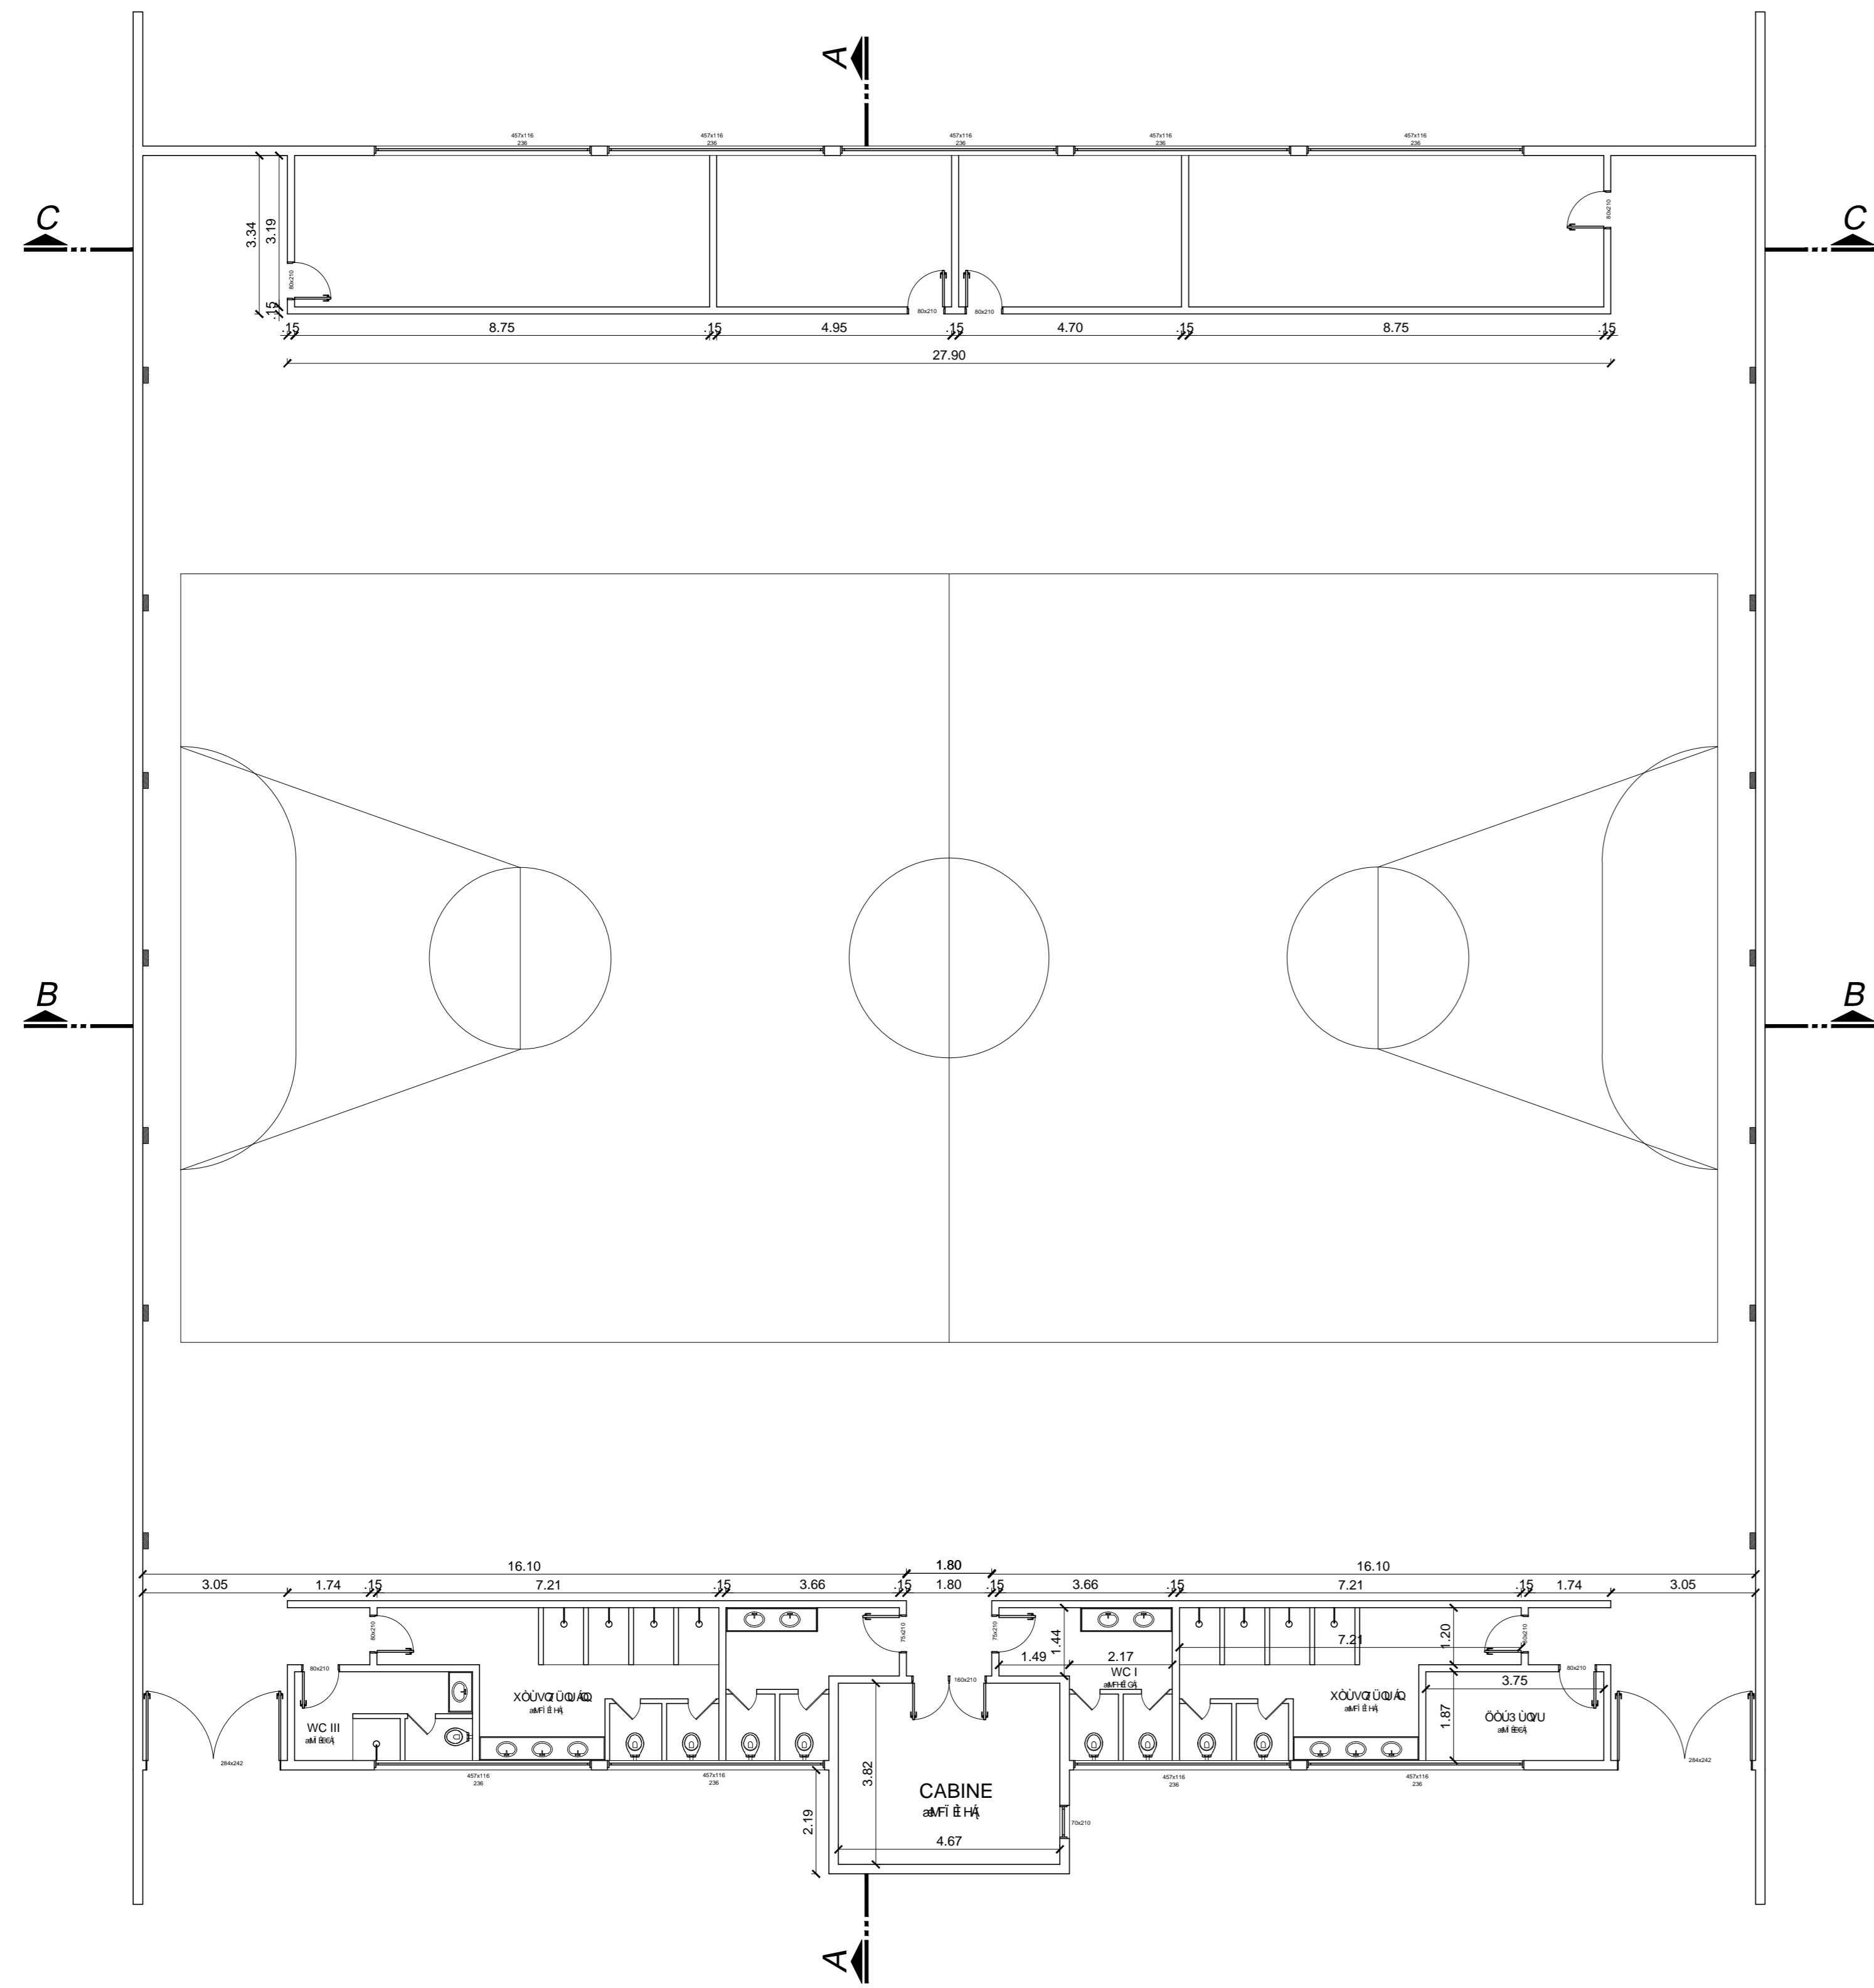 A
457x116
236
457x116
236
457x116
236
457x116
236
457x116
236
C
C
3.34
3.19
.15
80x210
80x210
80x210
80x210
.15
8.75
.15
4.95
.15
4.70
.15
8.75
.15
27.90
B
B
16.10
1.80
16.10
3.05
1.74
.15
7.21
.15
3.66
.15
1.80
.15
3.66
.15
7.21
.15
1.74
3.05
80x210
75x210
75x210
1.44
7.21
1.20
80x210
80x210
1.49
2.17
160x210
WC I
80x210
3.75
1.87
WC III
284x242
457x116
236
457x116
236
3.82
2.19
CABINE
4.67
70x210
457x116
236
457x116
236
284x242
A